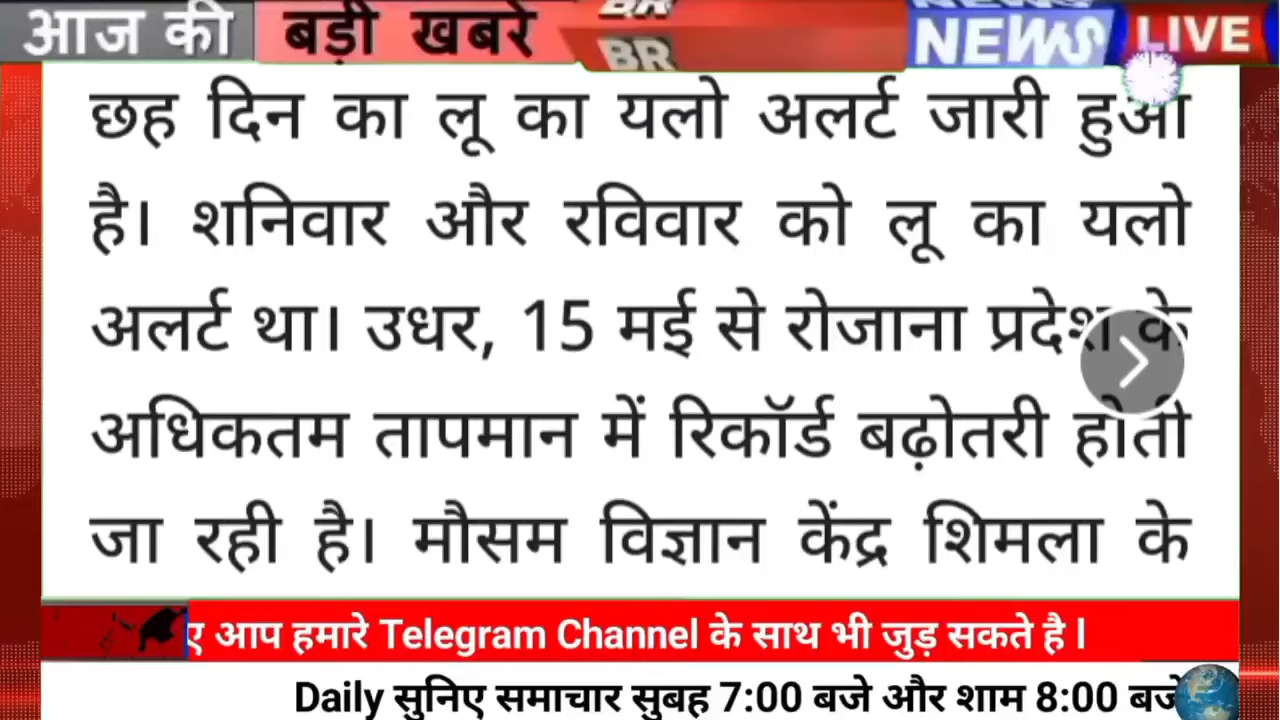 आज की बड़ी खबरे BR NEWS LIVE
BR
छह दिन का लू का यलो अलर्ट जारी हुआ
है। शनिवार और रविवार को लू का यलो
अलर्ट था। उधर, 15 मई से रोजाना प्रदेश के
अधिकतम तापमान में रिकॉर्ड बढ़ोतरी होती
जा रही है। मौसम विज्ञान केंद्र शिमला के
ए आप हमारे Telegram Channel के साथ भी जुड़ सकते है l
Daily सुनिए समाचार सुबह 7:00 बजे और शाम 8:00 बजे